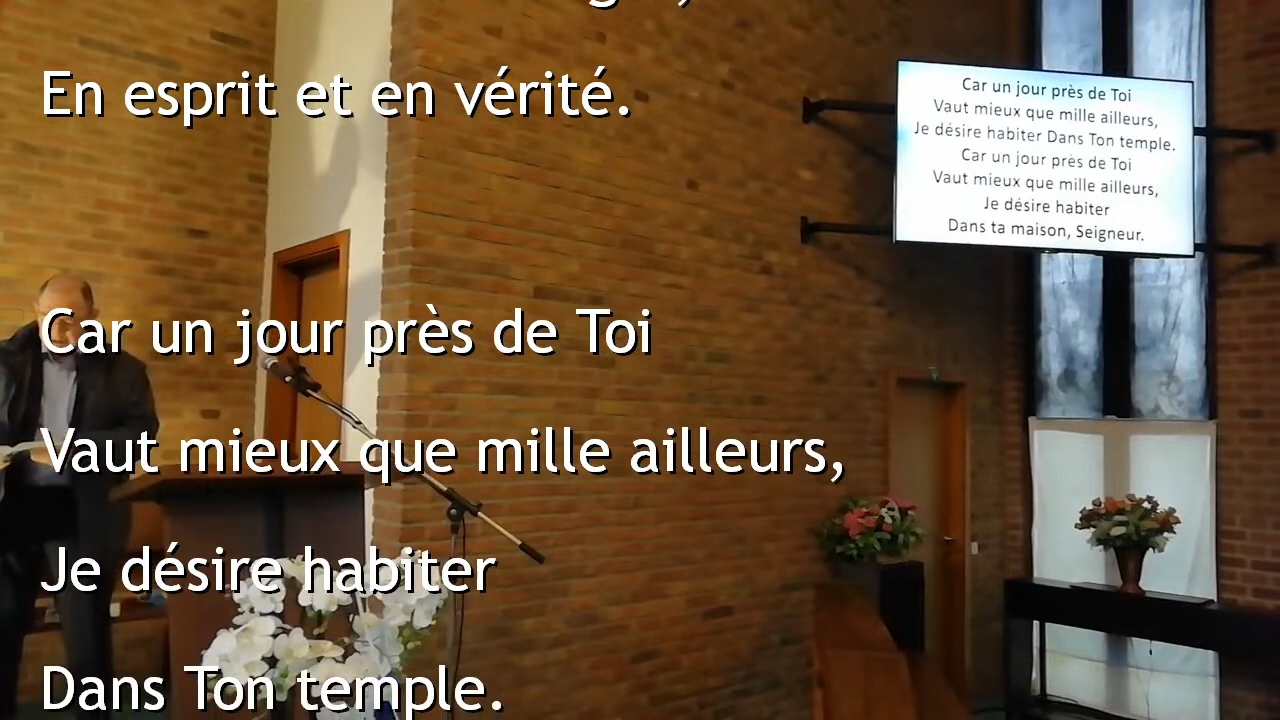 En esprit et en vérité.
Car un jour près de Toi
Vaut mieux que mille ailleurs,
Je désire habiter
Dans Ton temple.
Car un jour près de Toi
Vaut mieux que mille ailleurs,
Je désire habiter Dans Ton temple.
Car un jour près de Toi
Vaut mieux que mille ailleurs,
Je désire habiter
Dans ta maison, Seigneur.